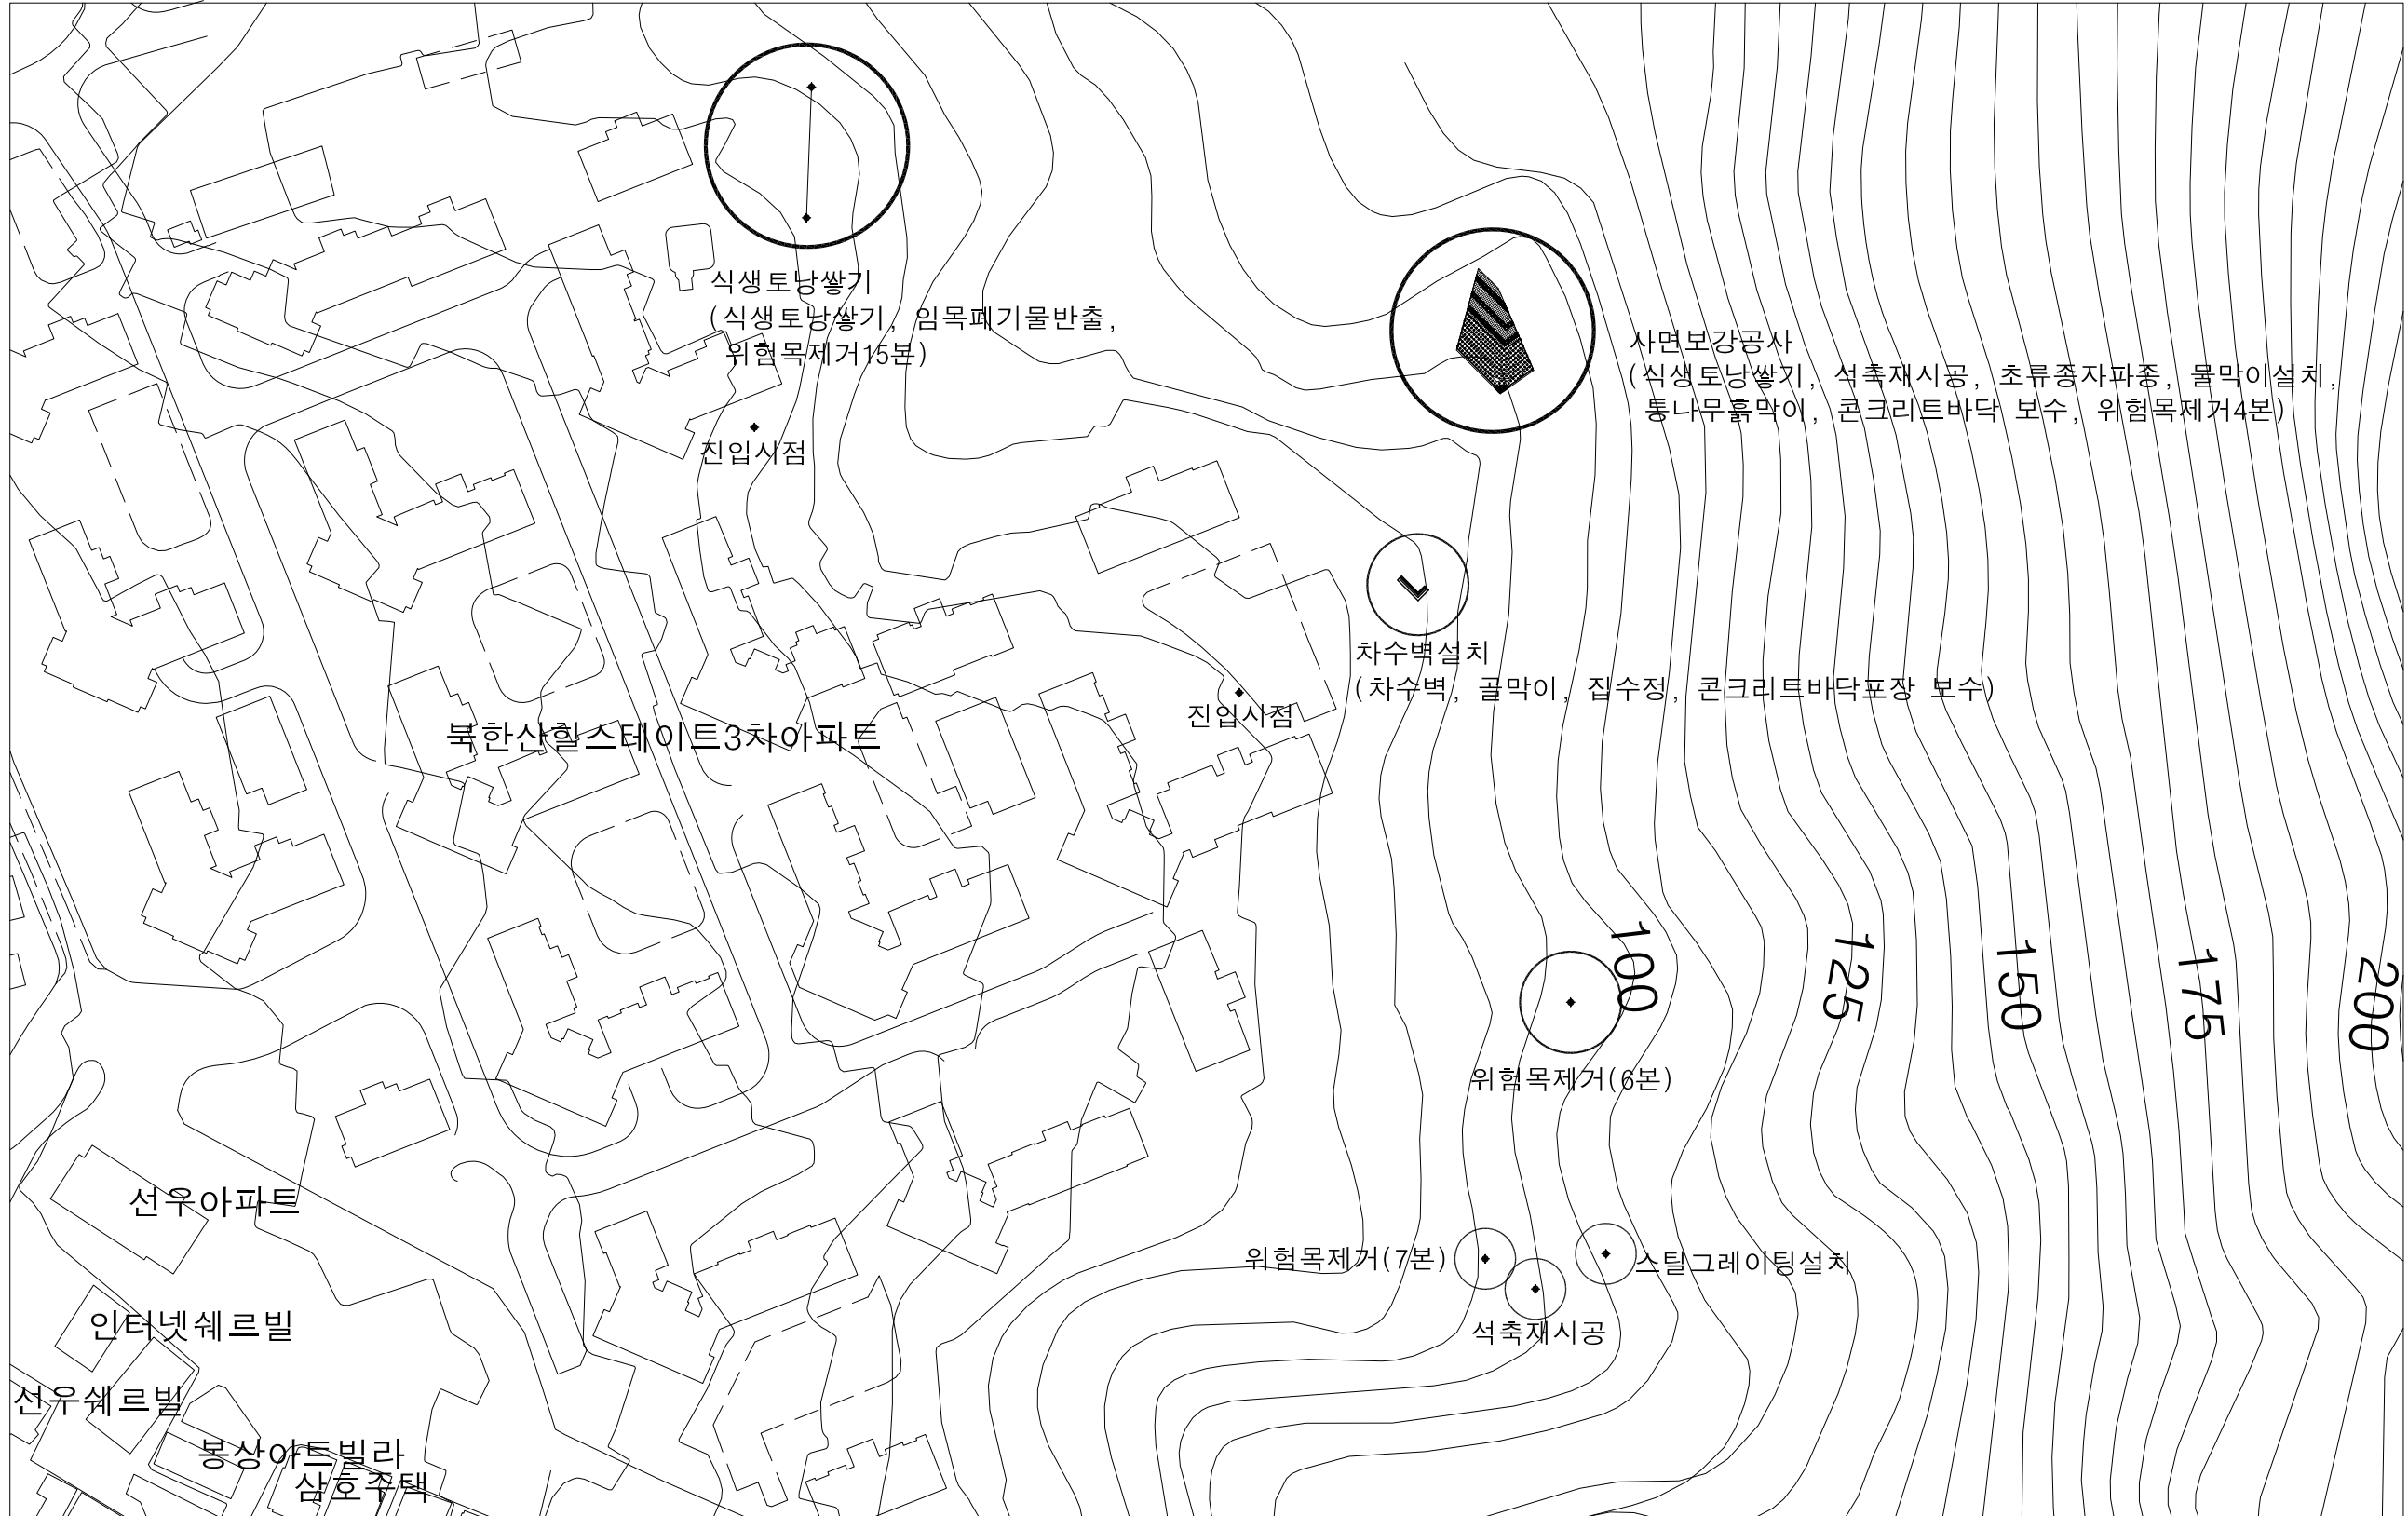 식생토낭쌓기
(식생토낭쌓기, 임목폐기물반출,
위험목제거15본)
사면보강공사
(식생토낭쌓기, 석축재시공, 초류종자파종, 물막이설치,
통나무흙막이, 콘크리트바닥 보수, 위험목제거4본)
진입시점
차수벽설치
(차수벽, 골막이, 집수정, 콘크리트바닥포장 보수)
진입시점
북한산힐스테이트3차아파트
100
125
150
175
200
위험목제거(6본)
선우아파트
위험목제거(7본)
스틸그레이팅설치
석축재시공
인터넷쉐르빌
선우쉐르빌
봉상아트빌라
삼호주택